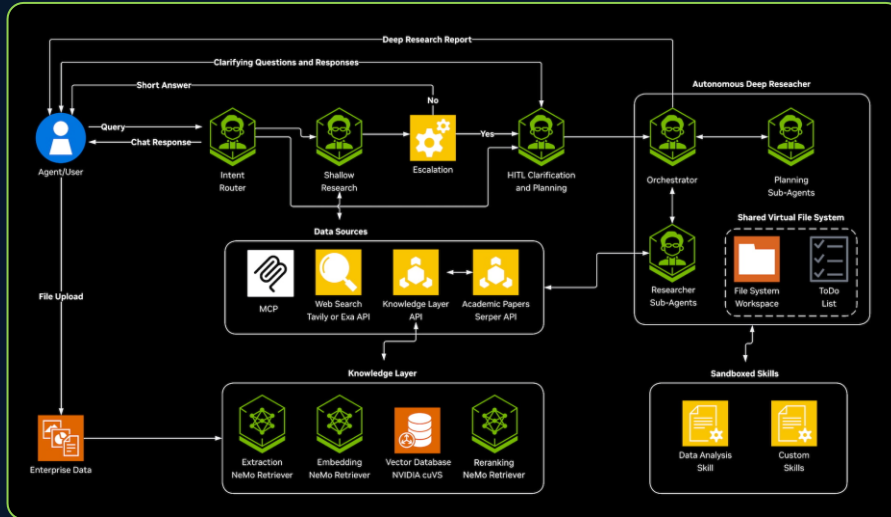 Deep Research Report
Clarifying Questions and Responses
Short Answer
No
Autonomous Deep Reseacher
Query
Chat Response
Yes
Agent/User
Intent
Router
Shallow
Research
Escalation
HITL Clarification
and Planning
Orchestrator
Planning
Sub-Agents
Data Sources
MCP
Web Search
Tavily or Exa API
Knowledge Layer
API
Academic Papers
Serper API
Researcher
Sub-Agents
Shared Virtual File System
File System
Workspace
ToDo
List
File Upload
Knowledge Layer
Sandboxed Skills
Enterprise Data
Extraction
NeMo Retriever
Embedding
NeMo Retriever
Vector Database
NVIDIA cuVS
Reranking
NeMo Retriever
Data Analysis
Skill
Custom
Skills